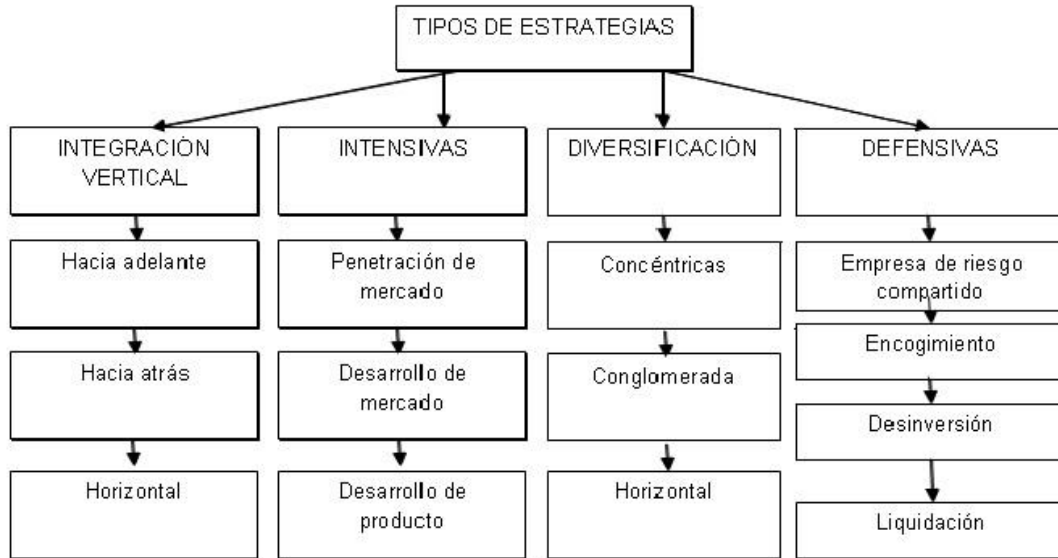 TIPOS DE ESTRATEGIAS
INTEGRACIÓN
VERTICAL
INTENSIVAS
DIVERSIFICACIÓN
DEFENSIVAS
Hacia adelante
Penetración de
mercado
Concéntricas
Empresa de riesgo
compartido
Encogimiento
Hacia atrás
Desarrollo de
mercado
Conglomerada
Desinversión
Horizontal
Desarrollo de
producto
Horizontal
Liquidación